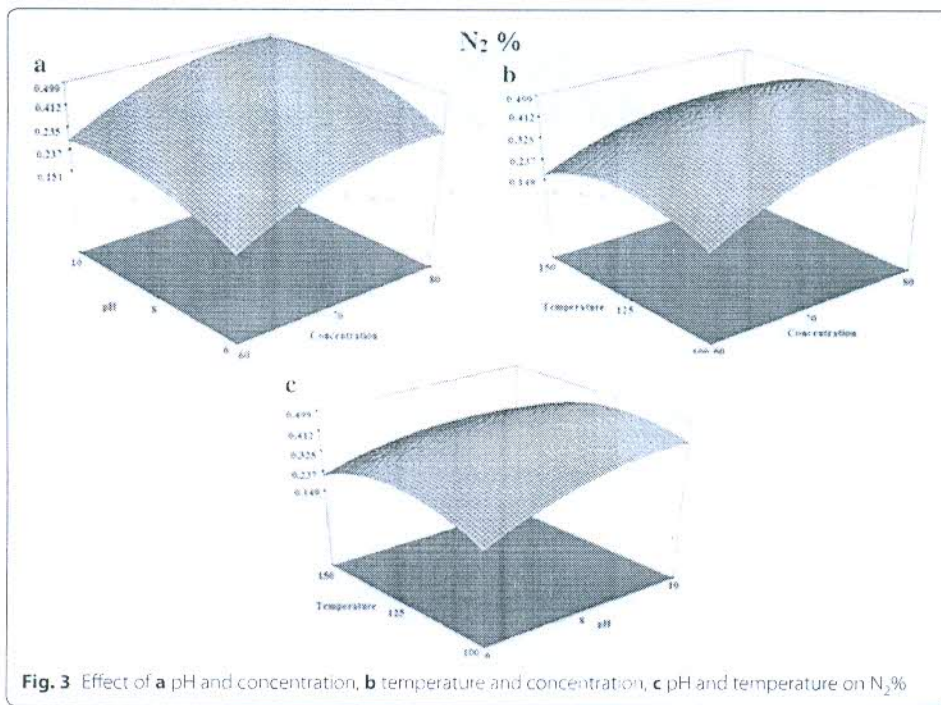 N₂ %
a
0.499
0.412
0.235
0.237
0.151
10
pH
8
6
60
70
Concentration
80
b
0.499
0.412
0.325
0.237
0.149
150
Temperature 125
100 60
70
Concentration
80
c
0.499
0.412
0.325
0.237
0.149
150
Temperature 125
100 6
8 pH
10
Fig. 3 Effect of a pH and concentration, b temperature and concentration, c pH and temperature on N₂%